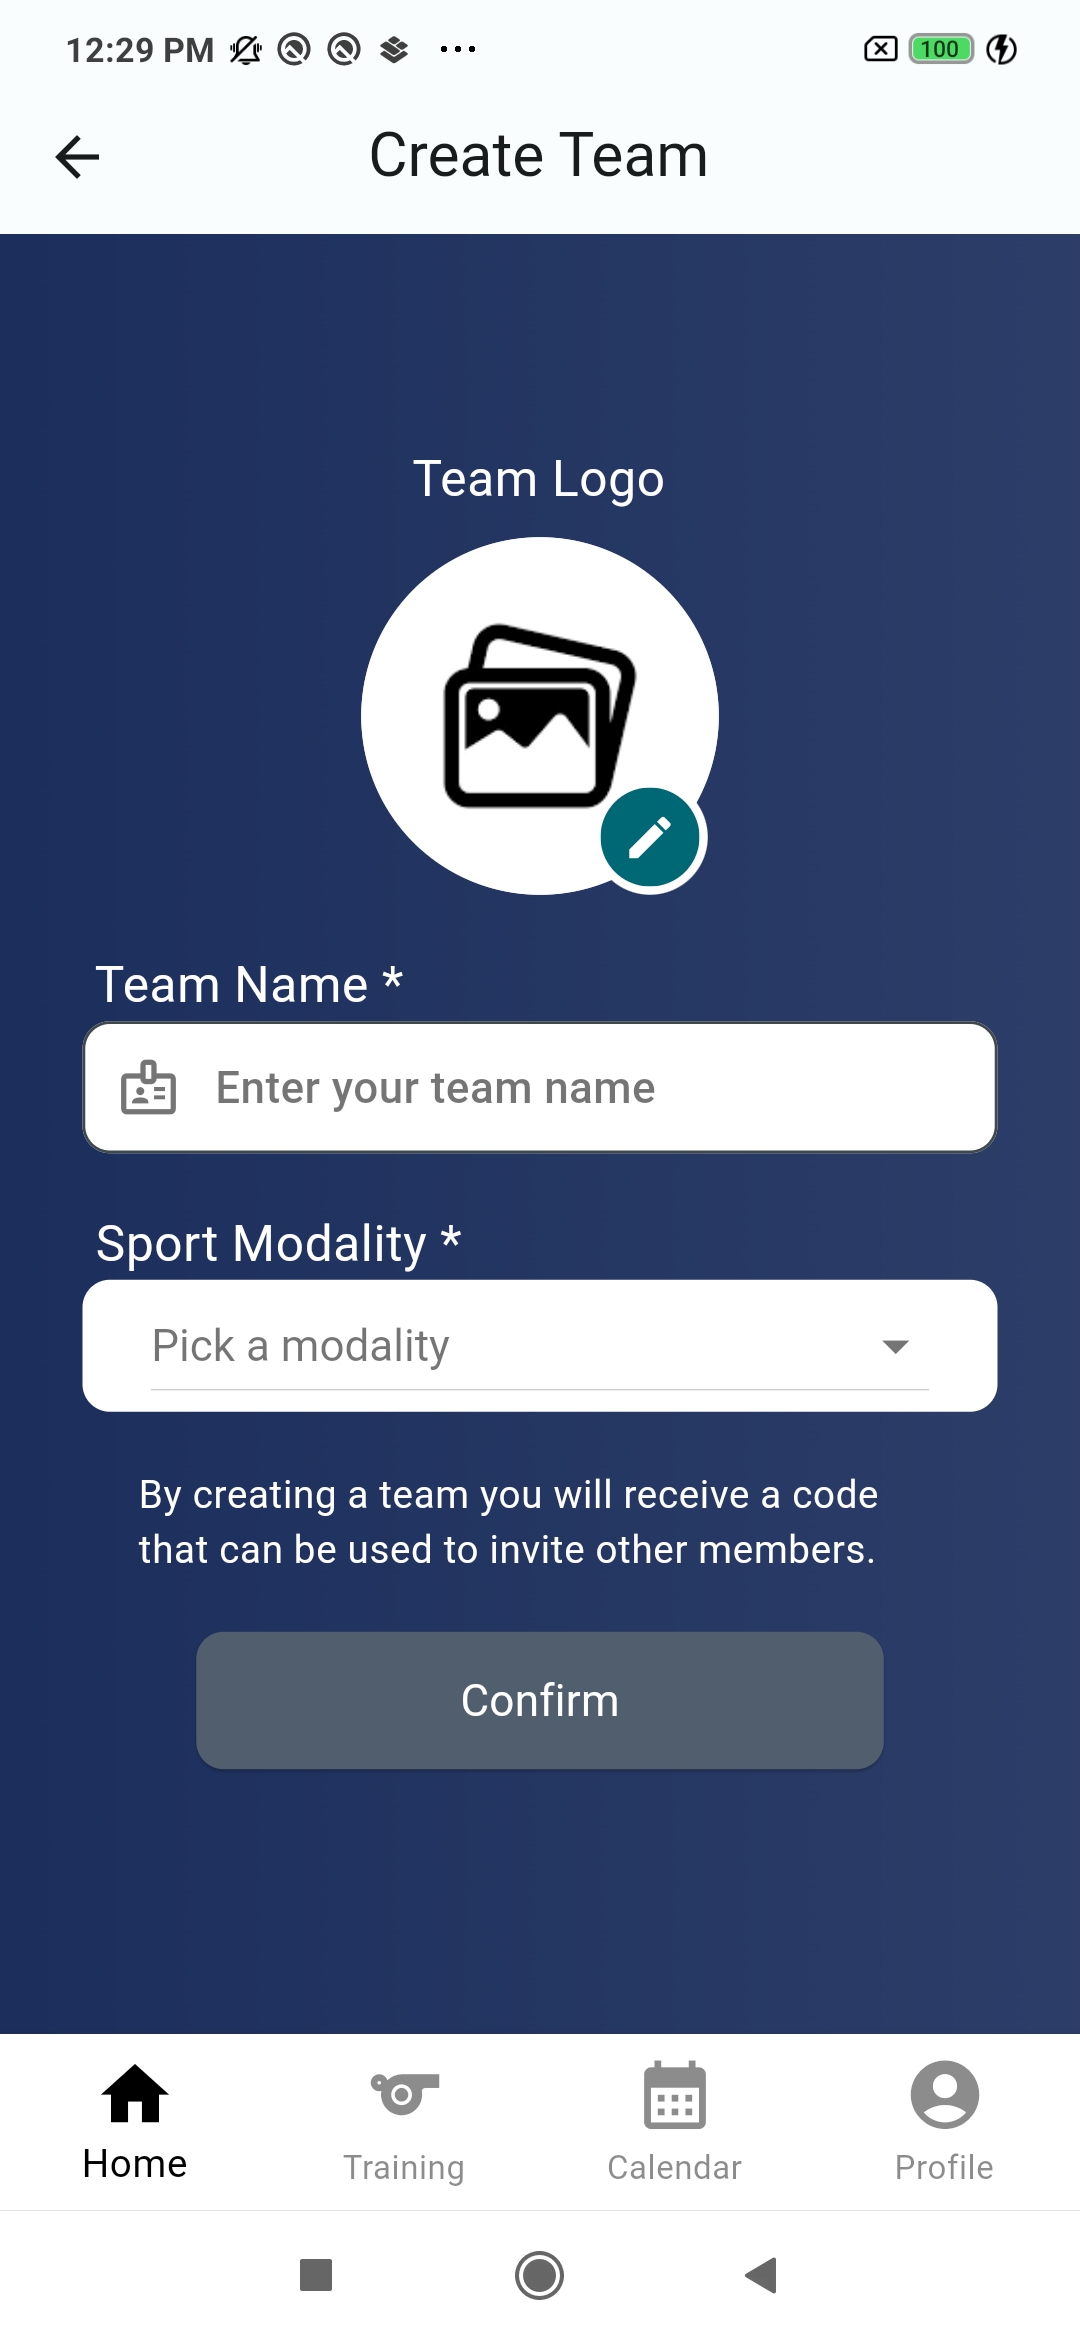 12:29 PM
100
Create Team
Team Logo
Team Name *
Enter your team name
Sport Modality *
Pick a modality
By creating a team you will receive a code
that can be used to invite other members.
Confirm
Home
Training
Calendar
Profile